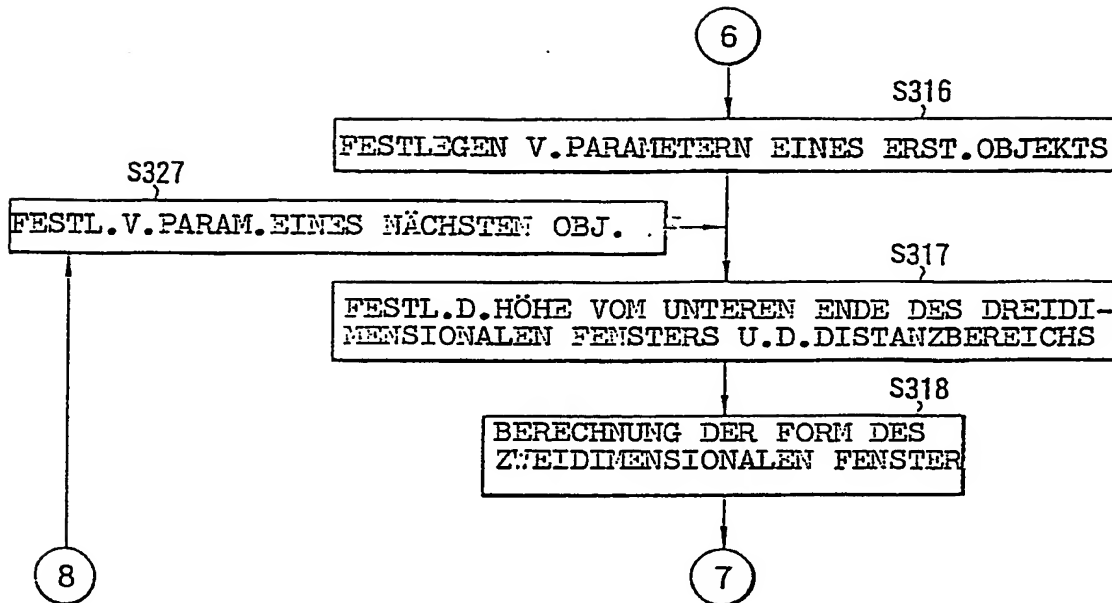 6
S316
FESTLEGEN V.PARAMETERN EINES ERST.OBJEKTS
S327
FESTL.V.PARAM.EINES NÄCHSTEN OBJ.
S317
FESTL.D.HÖHE VOM UNTEREN ENDE DES DREIDI-
MENSIONALEN FENSTERS U.D.DISTANZBEREICHS
S318
BERECHNUNG DER FORM DES
ZWEIDIMENSIONALEN FENSTER
8
7